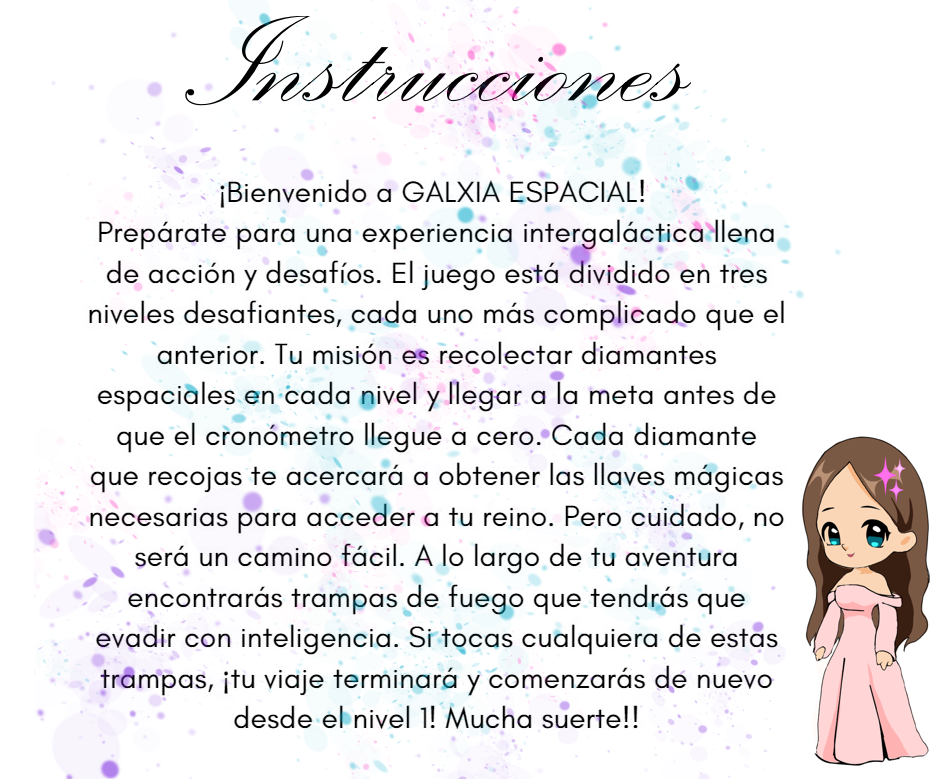 Instrucciones
¡Bienvenido a GALXIA ESPACIAL!
Prepárate para una experiencia intergaláctica llena
de acción y desafíos. El juego está dividido en tres
niveles desafiantes, cada uno más complicado que el
anterior. Tu misión es recolectar diamantes
espaciales en cada nivel y llegar a la meta antes de
que el cronómetro llegue a cero. Cada diamante
que recojas te acercará a obtener las llaves mágicas
necesarias para acceder a tu reino. Pero cuidado, no
será un camino fácil. A lo largo de tu aventura
encontrarás trampas de fuego que tendrás que
evadir con inteligencia. Si tocas cualquiera de estas
trampas, ¡tu viaje terminará y comenzarás de nuevo
desde el nivel 1! Mucha suerte!!